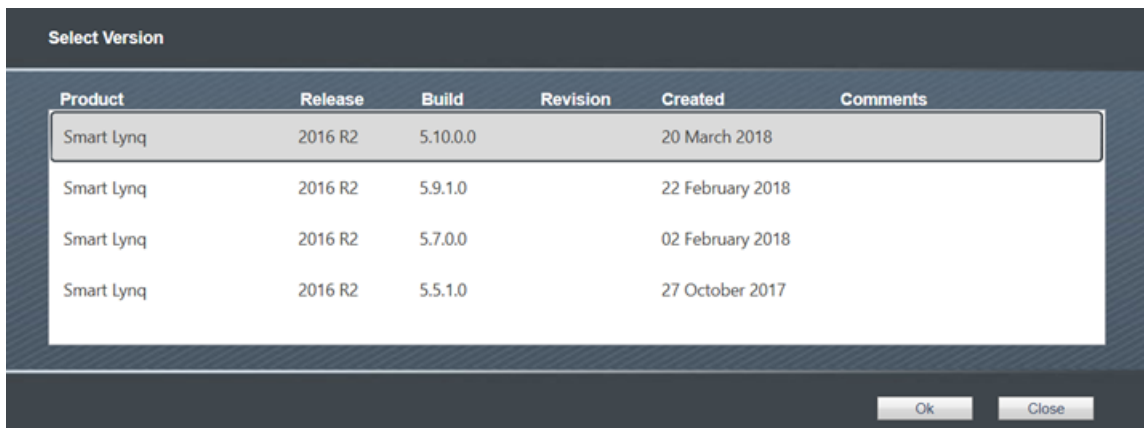 Select Version
Product Release Build Revision Created Comments
Smart Lynq 2016 R2 5.10.0.0 20 March 2018
Smart Lynq 2016 R2 5.9.1.0 22 February 2018
Smart Lynq 2016 R2 5.7.0.0 02 February 2018
Smart Lynq 2016 R2 5.5.1.0 27 October 2017
Ok Close